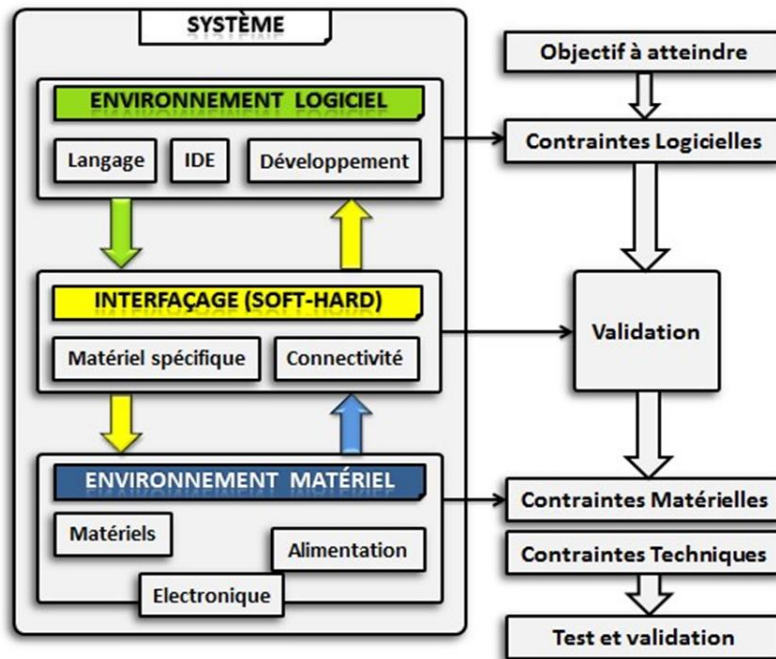 SYSTÈME
ENVIRONNEMENT LOGICIEL
Langage
IDE
Développement
INTERFAÇAGE (SOFT-HARD)
Matériel spécifique
Connectivité
ENVIRONNEMENT MATÉRIEL
Matériels
Alimentation
Electronique
Objectif à atteindre
Contraintes Logicielles
Validation
Contraintes Matérielles
Contraintes Techniques
Test et validation